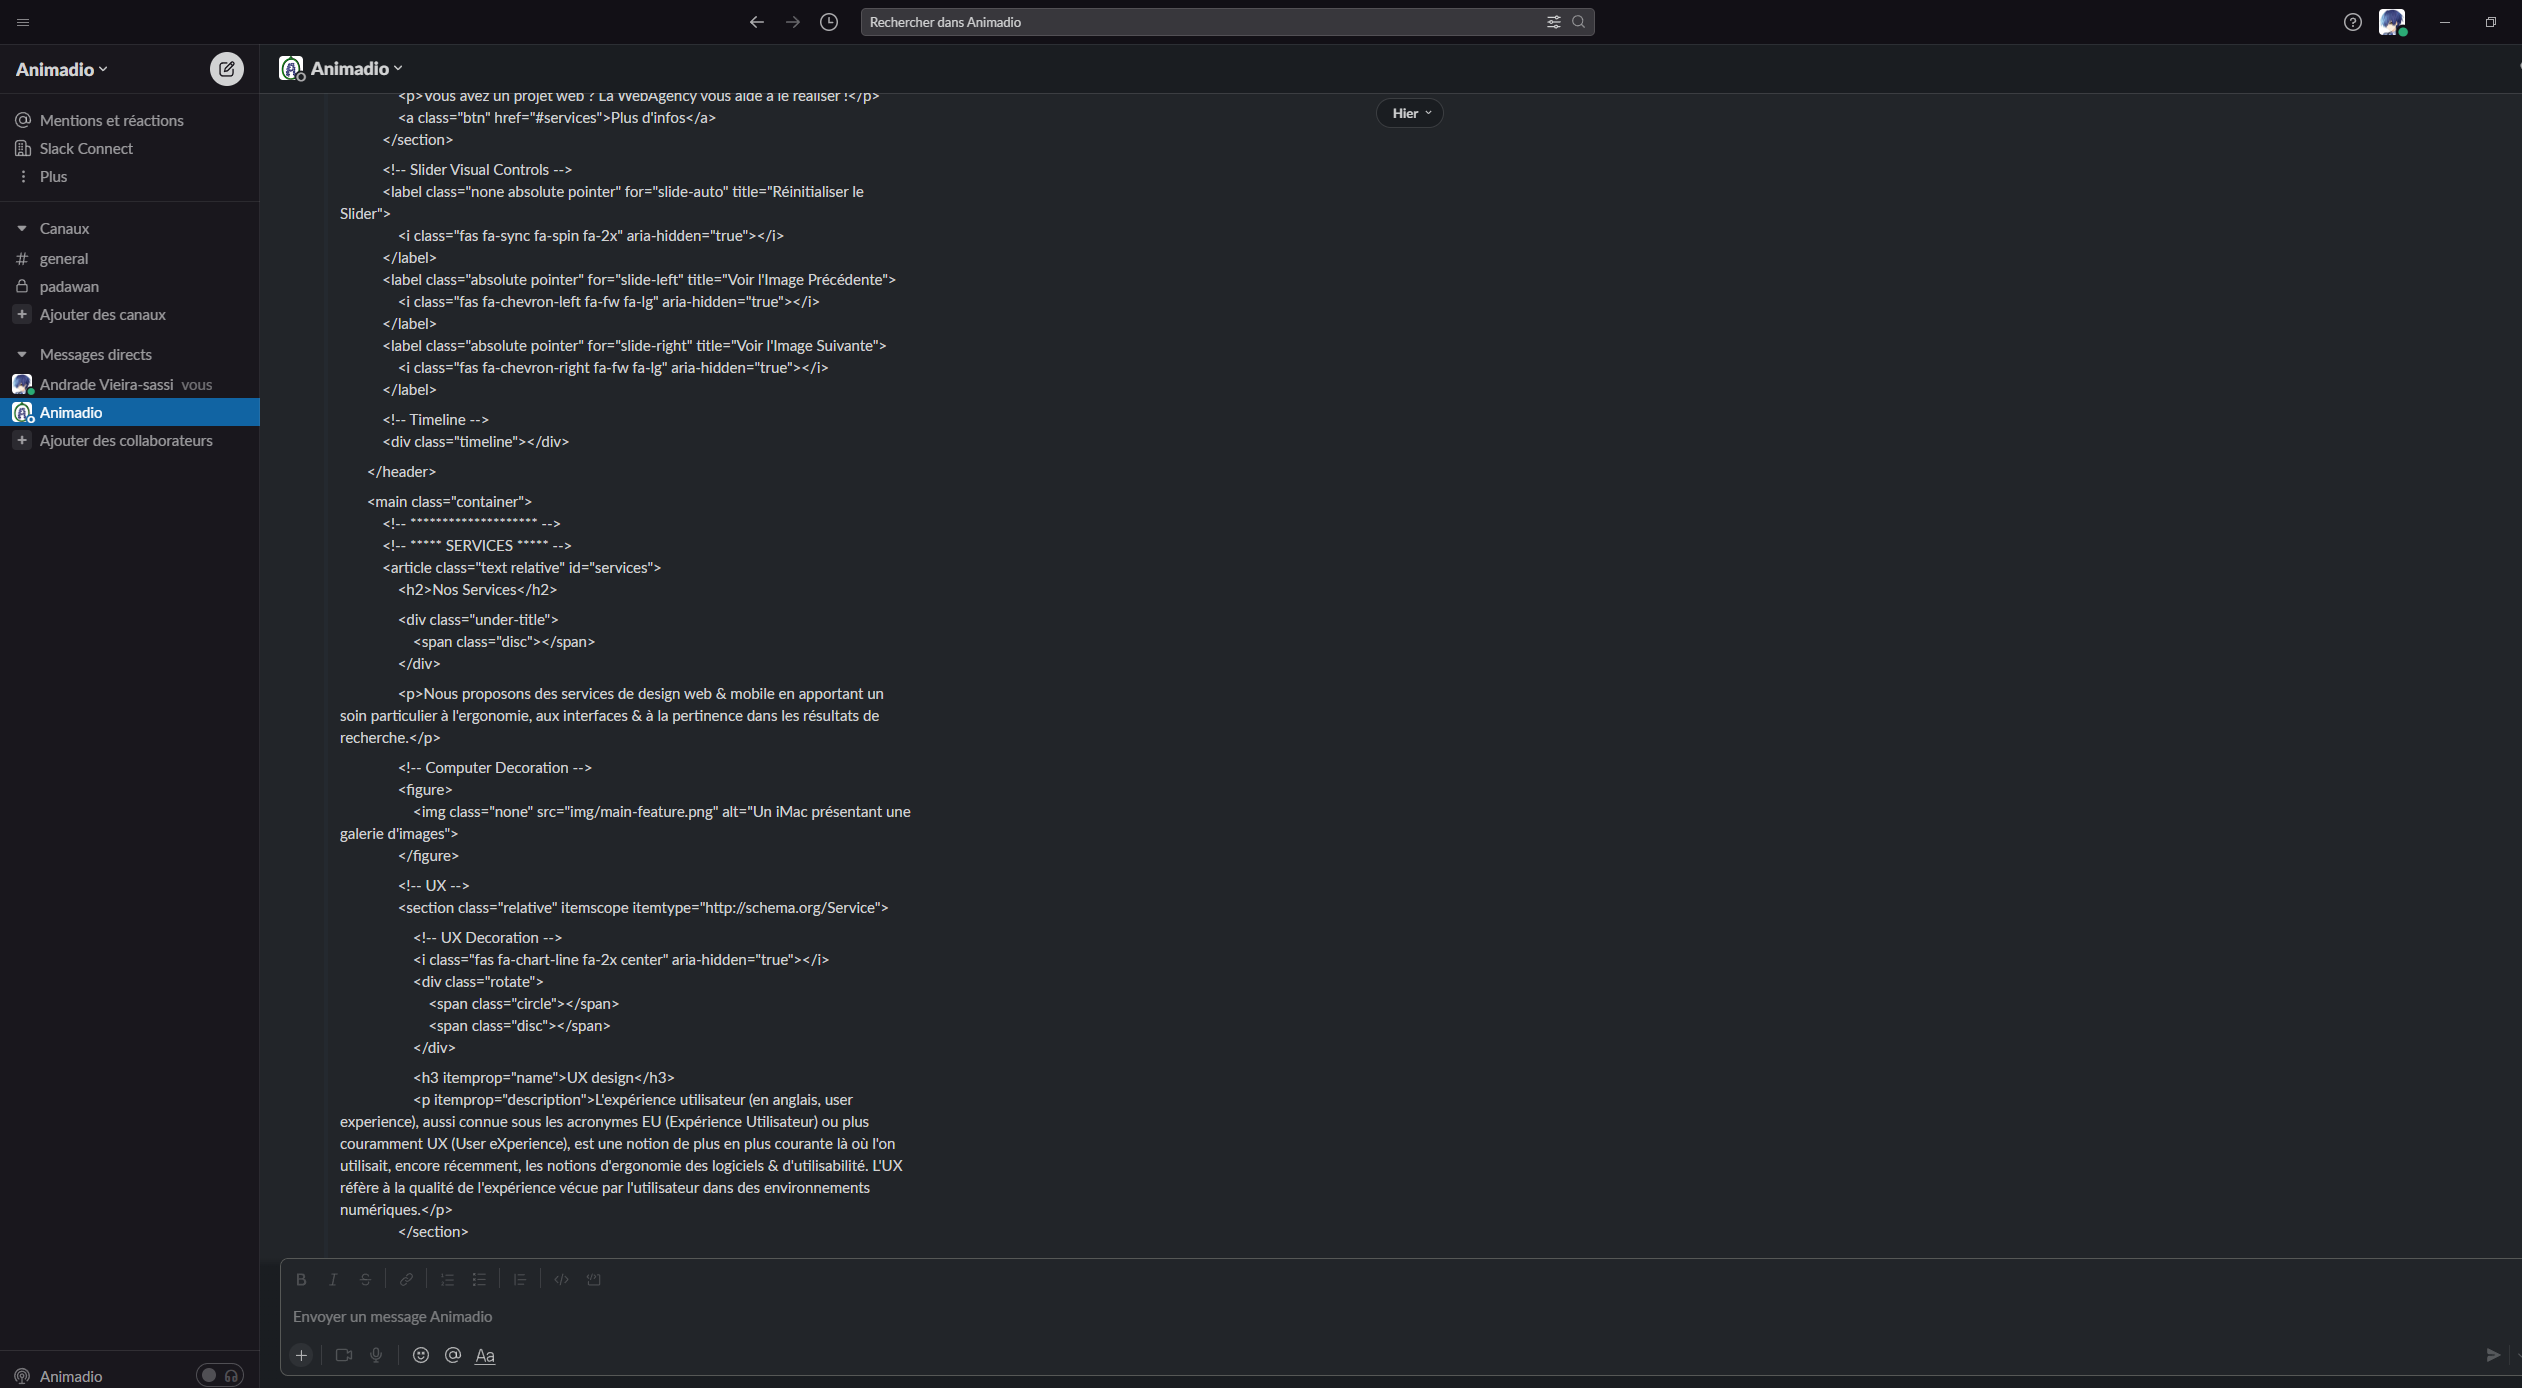 Rechercher dans Animadio
Animadio
Mentions et réactions
Slack Connect
Plus
Canaux
# general
padawan
+ Ajouter des canaux
Messages directs
Andrade Vieira-sassi vous
Animadio
+ Ajouter des collaborateurs
Animadio
Animadio
Hier
<p>Vous avez un projet web ? La WebAgency vous aide à le réaliser !</p>
<a class="btn" href="#services">Plus d'infos</a>
</section>
<!-- Slider Visual Controls -->
<label class="none absolute pointer" for="slide-auto" title="Réinitialiser le
Slider">
<i class="fas fa-sync fa-spin fa-2x" aria-hidden="true"></i>
</label>
<label class="absolute pointer" for="slide-left" title="Voir l'Image Précédente">
<i class="fas fa-chevron-left fa-fw fa-lg" aria-hidden="true"></i>
</label>
<label class="absolute pointer" for="slide-right" title="Voir l'Image Suivante">
<i class="fas fa-chevron-right fa-fw fa-lg" aria-hidden="true"></i>
</label>
<!-- Timeline -->
<div class="timeline"></div>
</header>
<main class="container">
<!-- ******************** -->
<!-- ***** SERVICES ***** -->
<article class="text relative" id="services">
<h2>Nos Services</h2>
<div class="under-title">
<span class="disc"></span>
</div>
<p>Nous proposons des services de design web & mobile en apportant un
soin particulier à l'ergonomie, aux interfaces & à la pertinence dans les résultats de
recherche.</p>
<!-- Computer Decoration -->
<figure>
<img class="none" src="img/main-feature.png" alt="Un iMac présentant une
galerie d'images">
</figure>
<!-- UX -->
<section class="relative" itemscope itemtype="http://schema.org/Service">
<!-- UX Decoration -->
<i class="fas fa-chart-line fa-2x center" aria-hidden="true"></i>
<div class="rotate">
<span class="circle"></span>
<span class="disc"></span>
</div>
<h3 itemprop="name">UX design</h3>
<p itemprop="description">L'expérience utilisateur (en anglais, user
experience), aussi connue sous les acronymes EU (Expérience Utilisateur) ou plus
couramment UX (User eXperience), est une notion de plus en plus courante là où l'on
utilisait, encore récemment, les notions d'ergonomie des logiciels & d'utilisabilité. L'UX
réfère à la qualité de l'expérience vécue par l'utilisateur dans des environnements
numériques.</p>
</section>
Envoyer un message Animadio
Aa